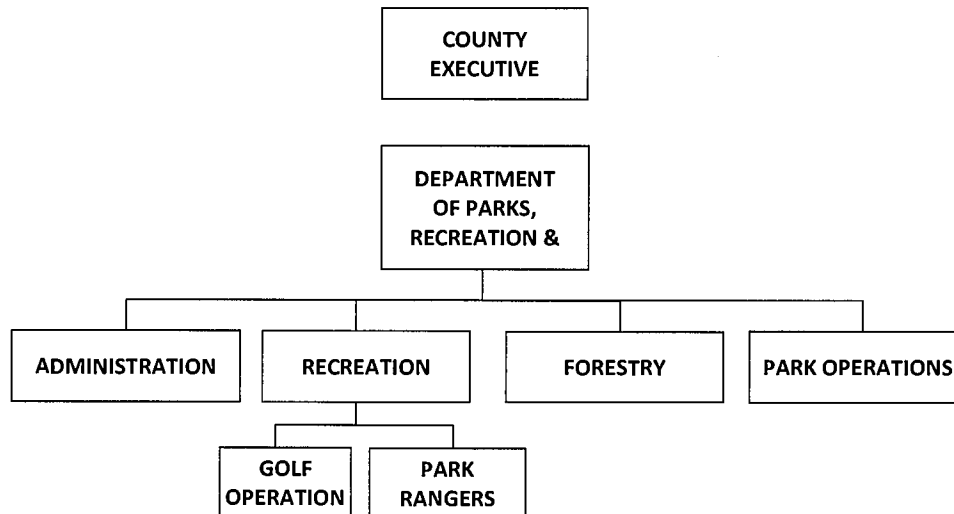 COUNTY
EXECUTIVE
DEPARTMENT
OF PARKS,
RECREATION &
ADMINISTRATION
RECREATION
FORESTRY
PARK OPERATIONS
GOLF
OPERATION
PARK
RANGERS